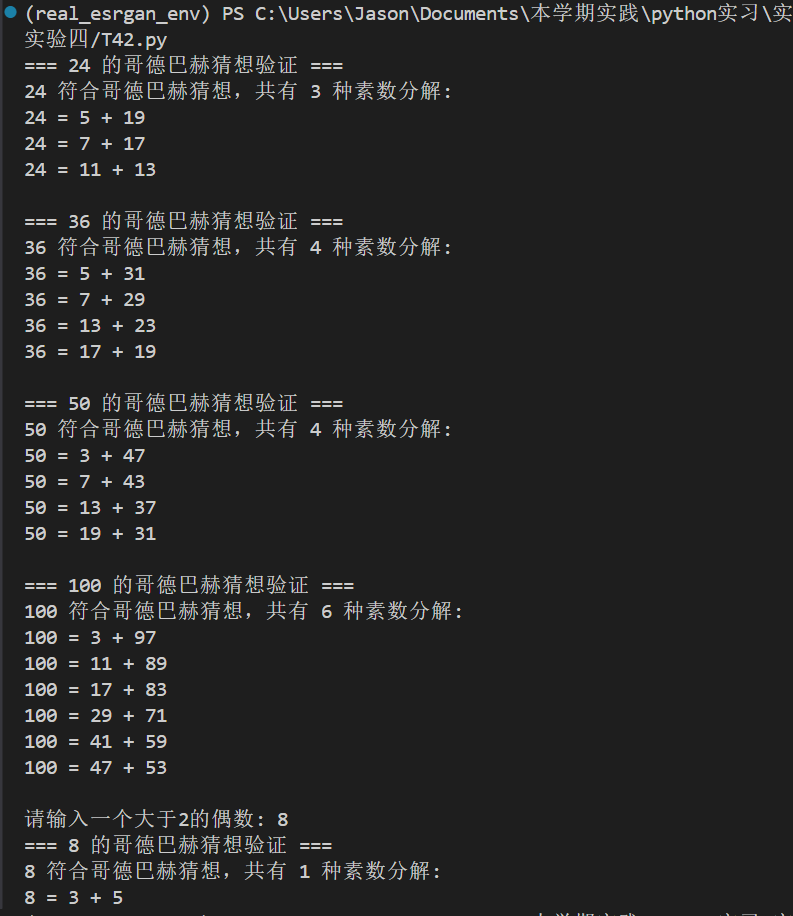 (real_esrgan_env) PS C:\Users\Jason\Documents\本学期实践\python实习\实
实验四/T42.py
=== 24 的哥德巴赫猜想验证 ===
24 符合哥德巴赫猜想，共有 3 种素数分解:
24 = 5 + 19
24 = 7 + 17
24 = 11 + 13
=== 36 的哥德巴赫猜想验证 ===
36 符合哥德巴赫猜想，共有 4 种素数分解:
36 = 5 + 31
36 = 7 + 29
36 = 13 + 23
36 = 17 + 19
=== 50 的哥德巴赫猜想验证 ===
50 符合哥德巴赫猜想，共有 4 种素数分解:
50 = 3 + 47
50 = 7 + 43
50 = 13 + 37
50 = 19 + 31
=== 100 的哥德巴赫猜想验证 ===
100 符合哥德巴赫猜想，共有 6 种素数分解:
100 = 3 + 97
100 = 11 + 89
100 = 17 + 83
100 = 29 + 71
100 = 41 + 59
100 = 47 + 53
请输入一个大于2的偶数: 8
=== 8 的哥德巴赫猜想验证 ===
8 符合哥德巴赫猜想，共有 1 种素数分解:
8 = 3 + 5